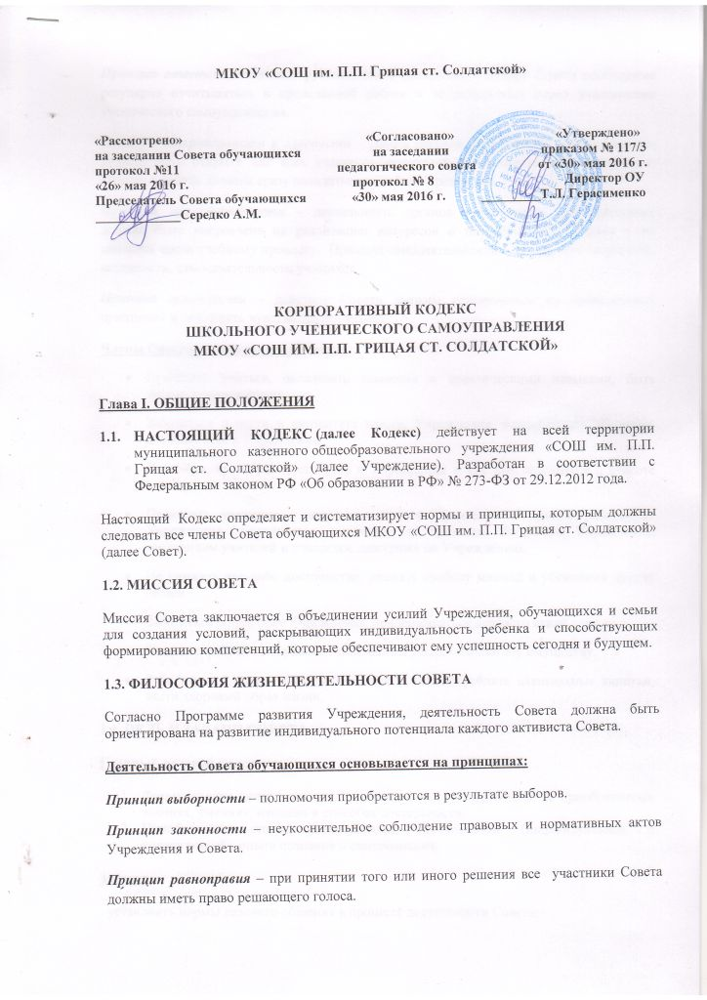 МКОУ «СОШ им. П.П. Грицая ст. Солдатской»
«Рассмотрено»
на заседании Совета обучающихся
протокол №11
«26» мая 2016 г.
Председатель Совета обучающихся
____________Середко А.М.
«Согласовано»
на заседании
педагогического совета
протокол № 8
«30» мая 2016 г.
«Утверждено»
приказом № 117/3
от «30» мая 2016 г.
Директор ОУ
________Т.Л. Герасименко
КОРПОРАТИВНЫЙ КОДЕКС
ШКОЛЬНОГО УЧЕНИЧЕСКОГО САМОУПРАВЛЕНИЯ
МКОУ «СОШ ИМ. П.П. ГРИЦАЯ СТ. СОЛДАТСКОЙ»
Глава I. ОБЩИЕ ПОЛОЖЕНИЯ
1.1. НАСТОЯЩИЙ КОДЕКС (далее Кодекс) действует на всей территории
муниципального казенного общеобразовательного учреждения «СОШ им. П.П.
Грицая ст. Солдатской» (далее Учреждение). Разработан в соответствии с
Федеральным законом РФ «Об образовании в РФ» № 273-ФЗ от 29.12.2012 года.
Настоящий Кодекс определяет и систематизирует нормы и принципы, которым должны
следовать все члены Совета обучающихся МКОУ «СОШ им. П.П. Грицая ст. Солдатской»
(далее Совет).
1.2. МИССИЯ СОВЕТА
Миссия Совета заключается в объединении усилий Учреждения, обучающихся и семьи
для создания условий, раскрывающих индивидуальность ребенка и способствующих
формированию компетенций, которые обеспечивают ему успешность сегодня и будущем.
1.3. ФИЛОСОФИЯ ЖИЗНЕДЕЯТЕЛЬНОСТИ СОВЕТА
Согласно Программе развития Учреждения, деятельность Совета должна быть
ориентирована на развитие индивидуального потенциала каждого активиста Совета.
Деятельность Совета обучающихся основывается на принципах:
Принцип выборности – полномочия приобретаются в результате выборов.
Принцип законности – неукоснительное соблюдение правовых и нормативных актов
Учреждения и Совета.
Принцип равноправия – при принятии того или иного решения все участники Совета
должны иметь право решающего голоса.